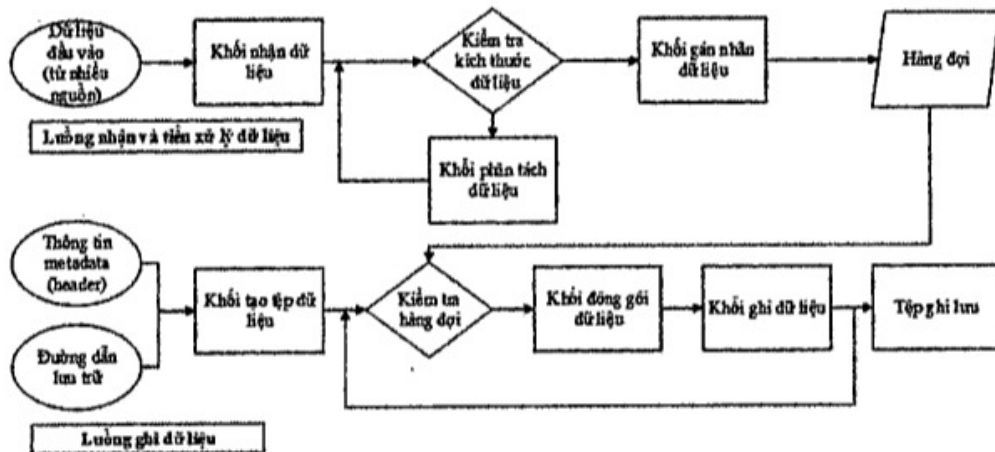 Dữ liệu
đầu vào
(từ nhiều
nguồn)
Khối nhận dữ
liệu
Kiểm tra
kích thước
dữ liệu
Khối gán nhãn
dữ liệu
Hàng đợi
Luồng nhận và tiền xử lý dữ liệu
Khối phân tách
dữ liệu
Thông tin
metadata
(header)
Khối tạo tệp dữ
liệu
Kiểm tra
hàng đợi
Khối đóng gói
dữ liệu
Khối ghi dữ liệu
Tệp ghi lưu
Đường dẫn
lưu trữ
Luồng ghi dữ liệu